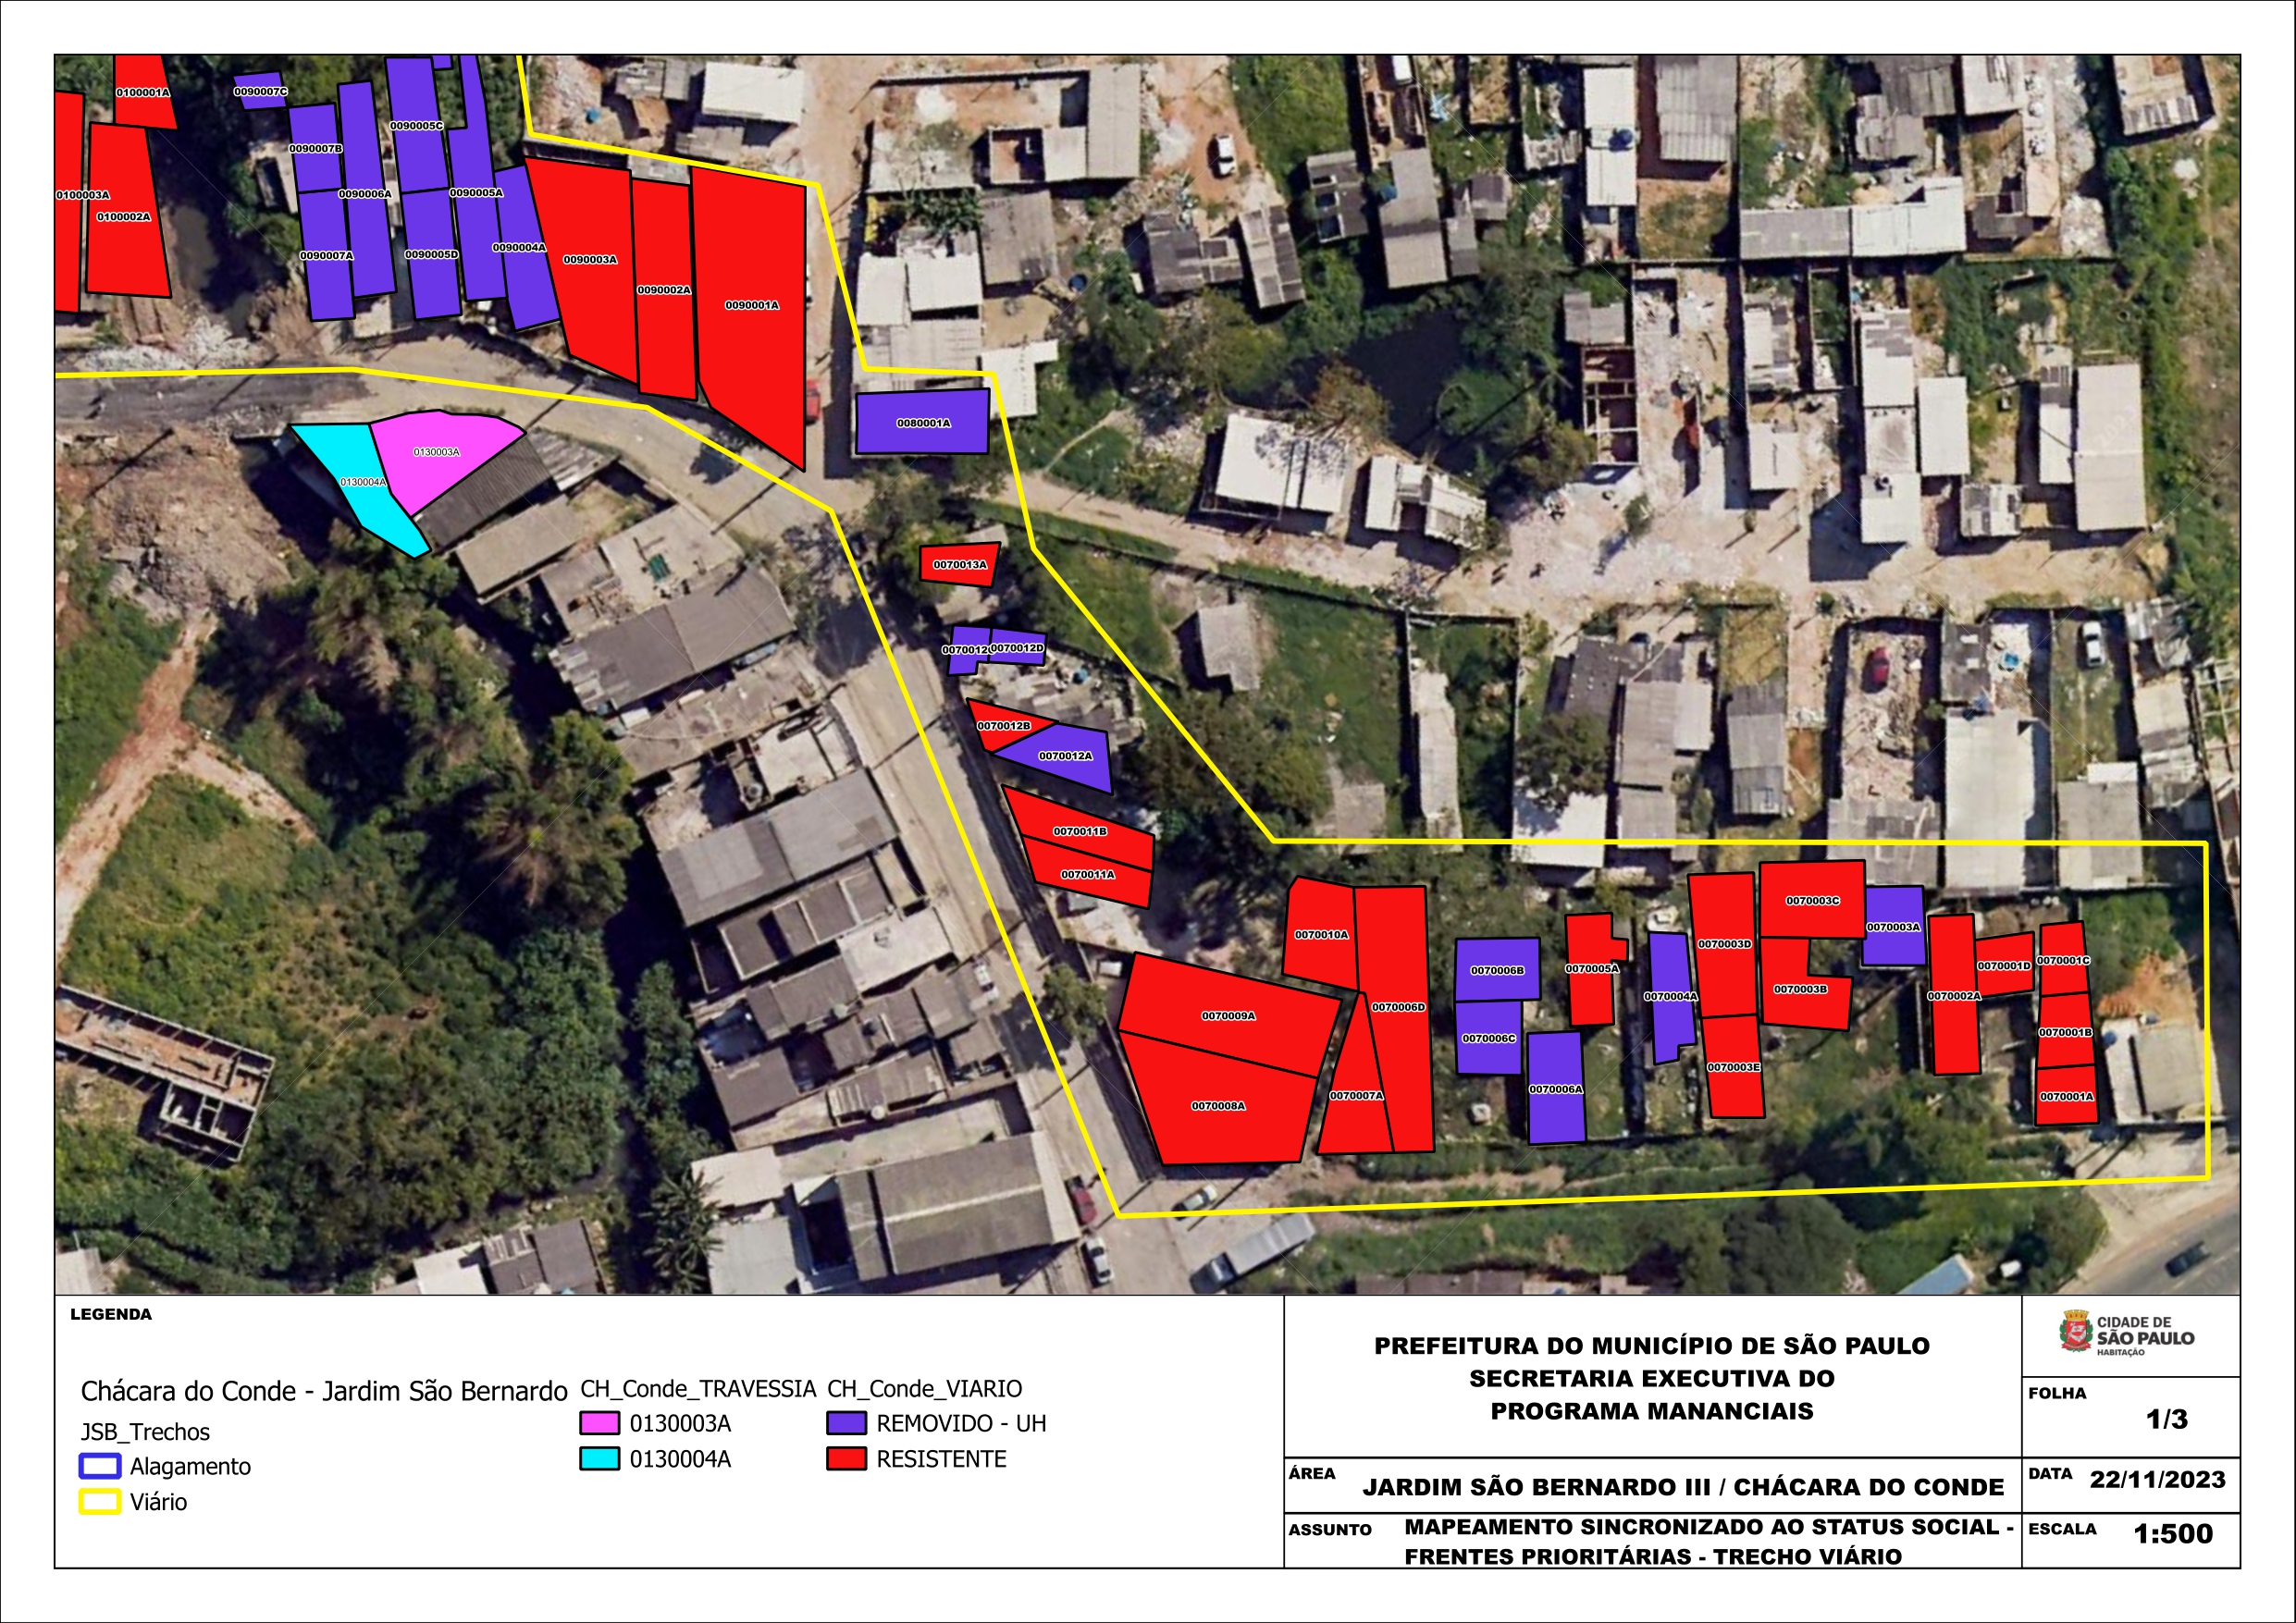 0100001A
0090007C
0090005C
0090007B
0100003A
0090006A
0090005A
0100002A
0090007A
0090005D
0090004A
0090003A
0090002A
0090001A
0080001A
0130003A
0130004A
0070013A
0070012D
0070012B
0070012A
0070011B
0070011A
0070003C
0070003A
0070010A
0070003D
0070001C
0070001D
0070005A
0070006B
0070003B
0070004A
0070002A
0070006D
0070009A
0070001B
0070006C
0070003E
0070006A
0070007A
0070001A
0070008A
LEGENDA
Chácara do Conde - Jardim São Bernardo
JSB_Trechos
Alagamento
Viário
CH_Conde_TRAVESSIA
0130003A
0130004A
CH_Conde_VIARIO
REMOVIDO - UH
RESISTENTE
PREFEITURA DO MUNICÍPIO DE SÃO PAULO
SECRETARIA EXECUTIVA DO
PROGRAMA MANANCIAIS
CIDADE DE
SÃO PAULO
HABITAÇÃO
FOLHA
1/3
ÁREA JARDIM SÃO BERNARDO III / CHÁCARA DO CONDE
DATA 22/11/2023
ASSUNTO MAPEAMENTO SINCRONIZADO AO STATUS SOCIAL -
FRENTES PRIORITÁRIAS - TRECHO VIÁRIO
ESCALA 1:500